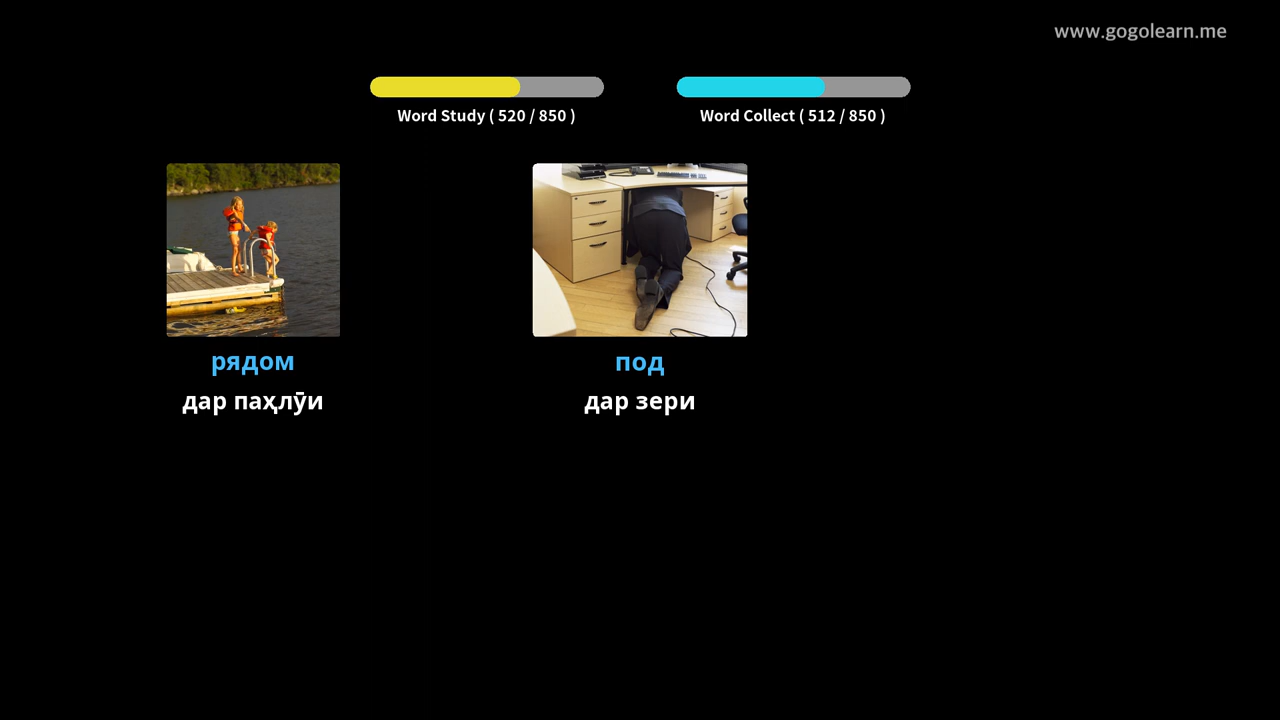 www.gogolearn.me
Word Study ( 520 / 850 )
Word Collect ( 512 / 850 )
рядом
под
дар паҳлӯи
дар зери